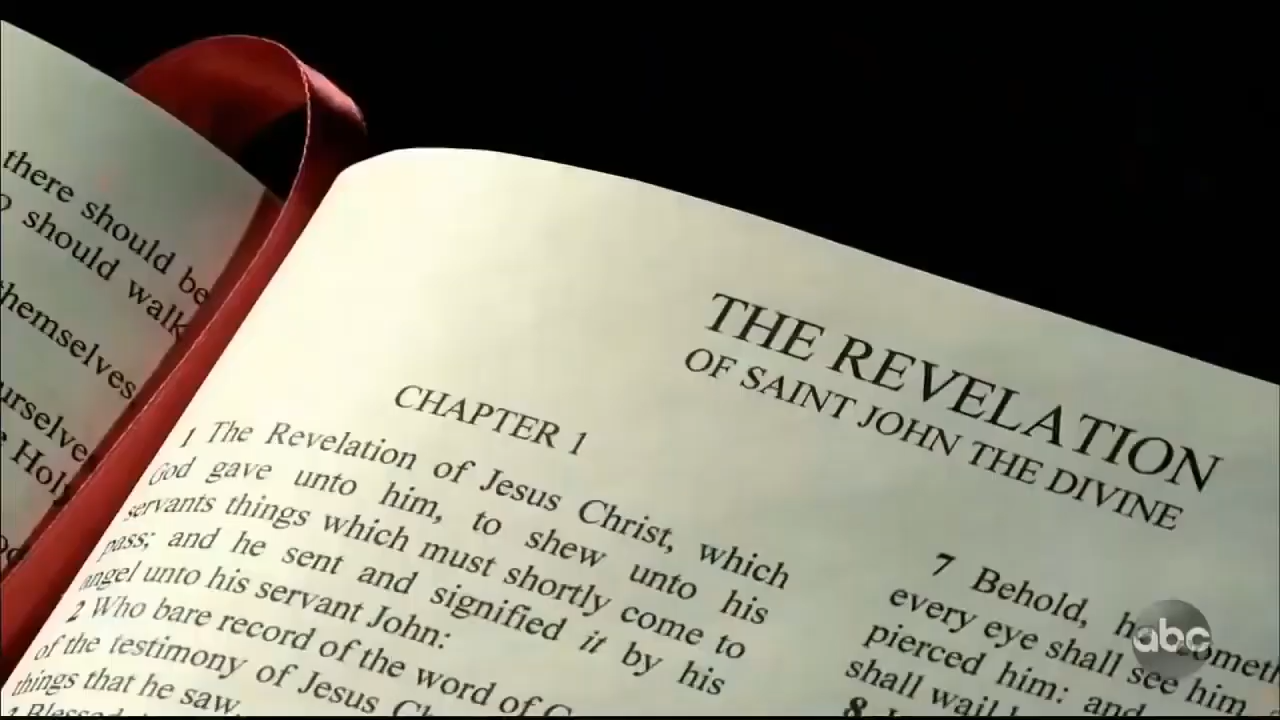 there should be
should walk
themselves
Holy
THE REVELATION
OF SAINT JOHN THE DIVINE
CHAPTER 1
1 The Revelation of Jesus Christ, which
God gave unto him, to shew unto his
servants things which must shortly come to
pass; and he sent and signified it by his
angel unto his servant John:
2 Who bare record of the word of
of the testimony of Jesus
things that he saw.
7 Behold, he
every eye shall see him
pierced him: and
shall wail
8
abc